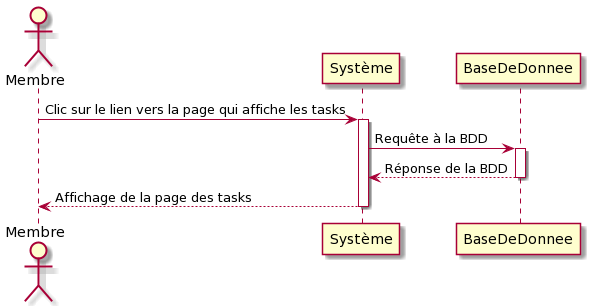 Membre
Système
BaseDeDonnee
Clic sur le lien vers la page qui affiche les tasks
Requête à la BDD
Réponse de la BDD
Affichage de la page des tasks
Membre
Système
BaseDeDonnee